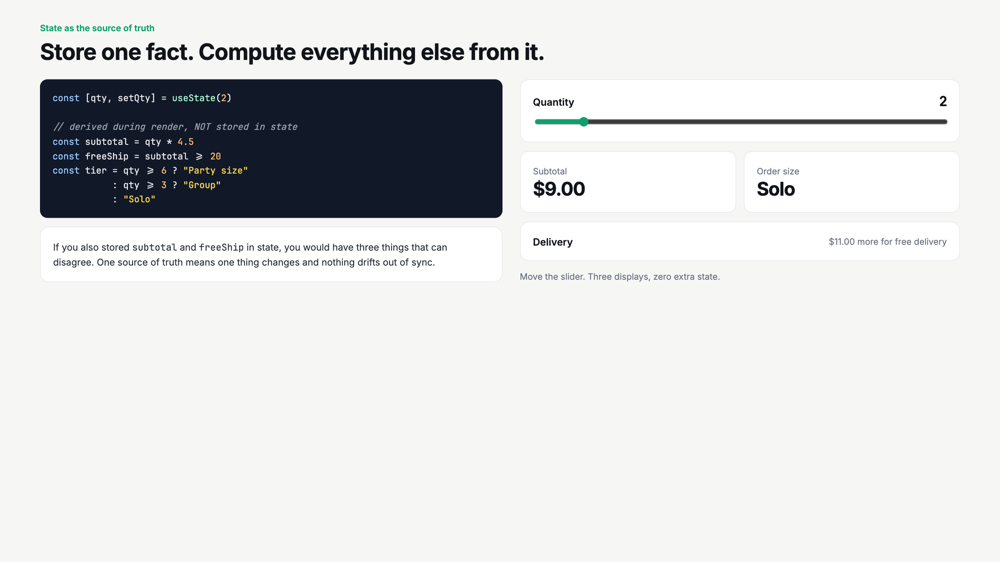 State as the source of truth
Store one fact. Compute everything else from it.
const [qty, setQty] = useState(2)
// derived during render, NOT stored in state
const subtotal = qty * 4.5
const freeShip = subtotal >= 20
const tier = qty >= 6 ? "Party size"
: qty >= 3 ? "Group"
: "Solo"
If you also stored subtotal and freeShip in state, you would have three things that can
disagree. One source of truth means one thing changes and nothing drifts out of sync.
Quantity 2
Subtotal
$9.00
Order size
Solo
Delivery $11.00 more for free delivery
Move the slider. Three displays, zero extra state.